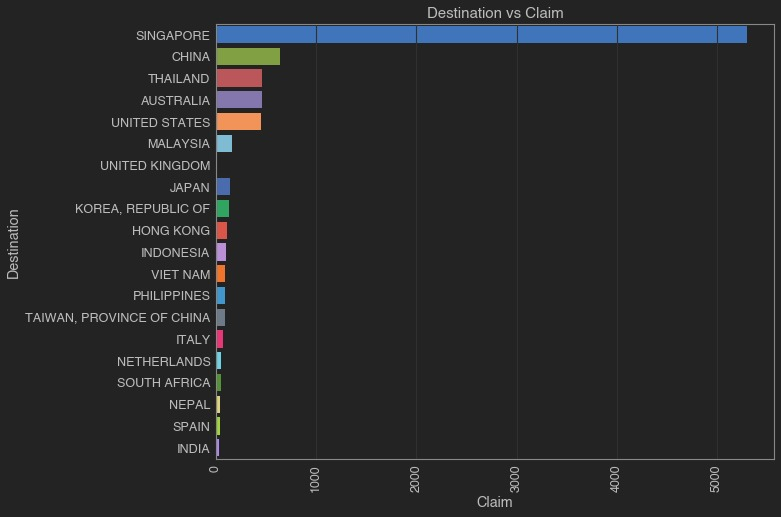 Destination vs Claim
Destination
SINGAPORE
CHINA
THAILAND
AUSTRALIA
UNITED STATES
MALAYSIA
UNITED KINGDOM
JAPAN
KOREA, REPUBLIC OF
HONG KONG
INDONESIA
VIET NAM
PHILIPPINES
TAIWAN, PROVINCE OF CHINA
ITALY
NETHERLANDS
SOUTH AFRICA
NEPAL
SPAIN
INDIA
0 1000 2000 3000 4000 5000
Claim